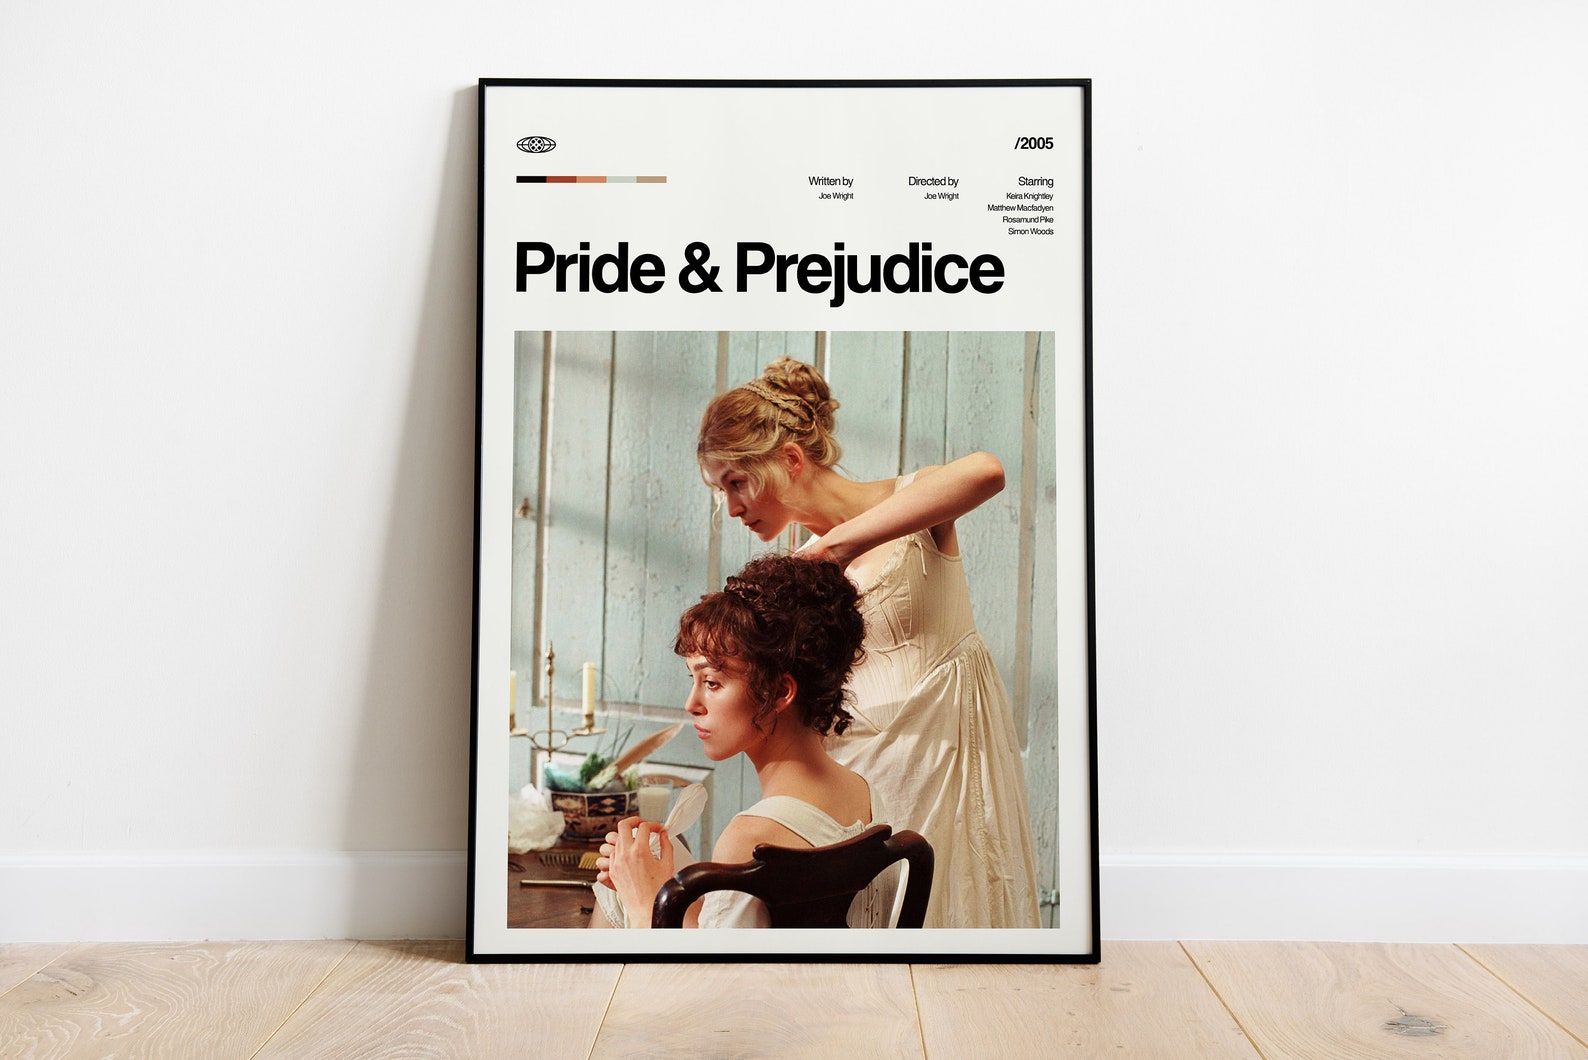 /2005
Written by
Joe Wright
Directed by
Joe Wright
Starring
Keira Knightley
Matthew Macfadyen
Rosamund Pike
Simon Woods
Pride & Prejudice